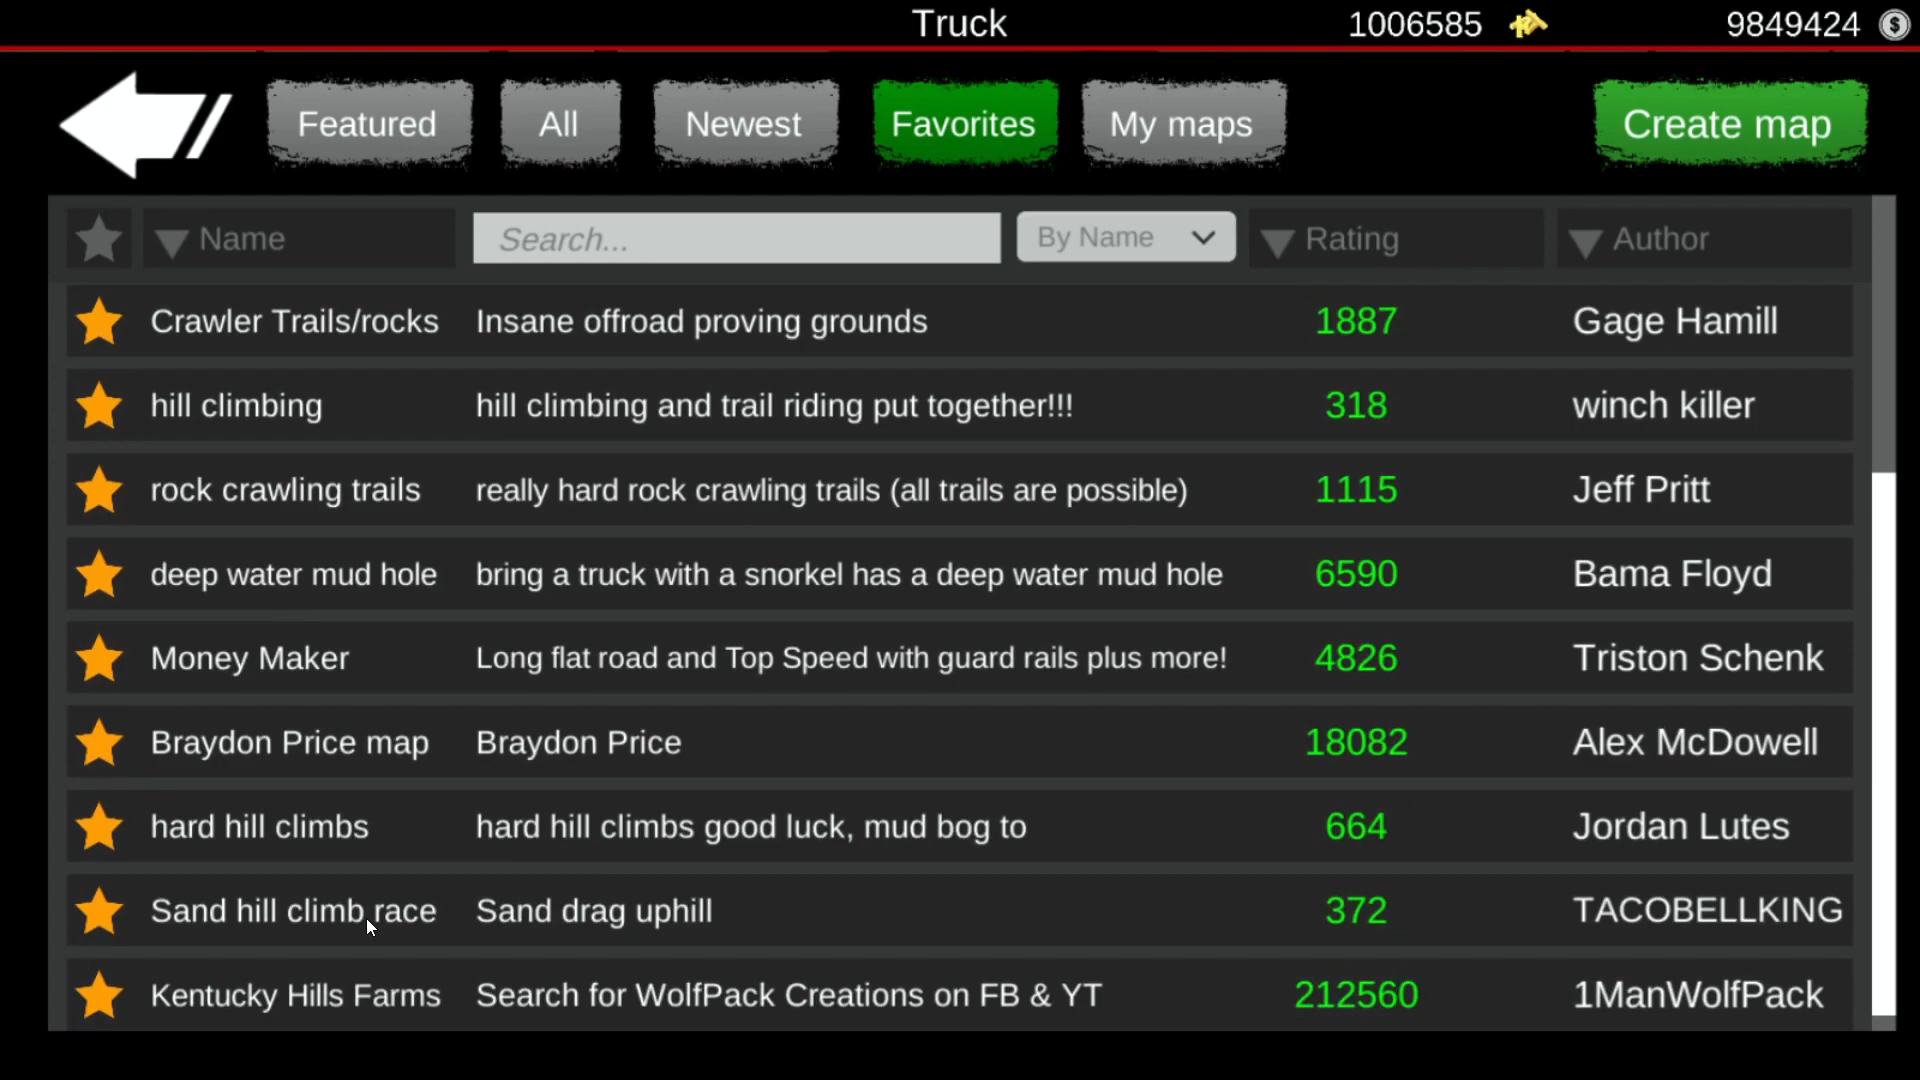 Truck 1006585 9849424
Featured All Newest Favorites My maps Create map
Name Search... By Name Rating Author
Crawler Trails/rocks Insane offroad proving grounds 1887 Gage Hamill
hill climbing hill climbing and trail riding put together!!! 318 winch killer
rock crawling trails really hard rock crawling trails (all trails are possible) 1115 Jeff Pritt
deep water mud hole bring a truck with a snorkel has a deep water mud hole 6590 Bama Floyd
Money Maker Long flat road and Top Speed with guard rails plus more! 4826 Triston Schenk
Braydon Price map Braydon Price 18082 Alex McDowell
hard hill climbs hard hill climbs good luck, mud bog to 664 Jordan Lutes
Sand hill climb race Sand drag uphill 372 TACOBELLKING
Kentucky Hills Farms Search for WolfPack Creations on FB & YT 212560 1ManWolfPack